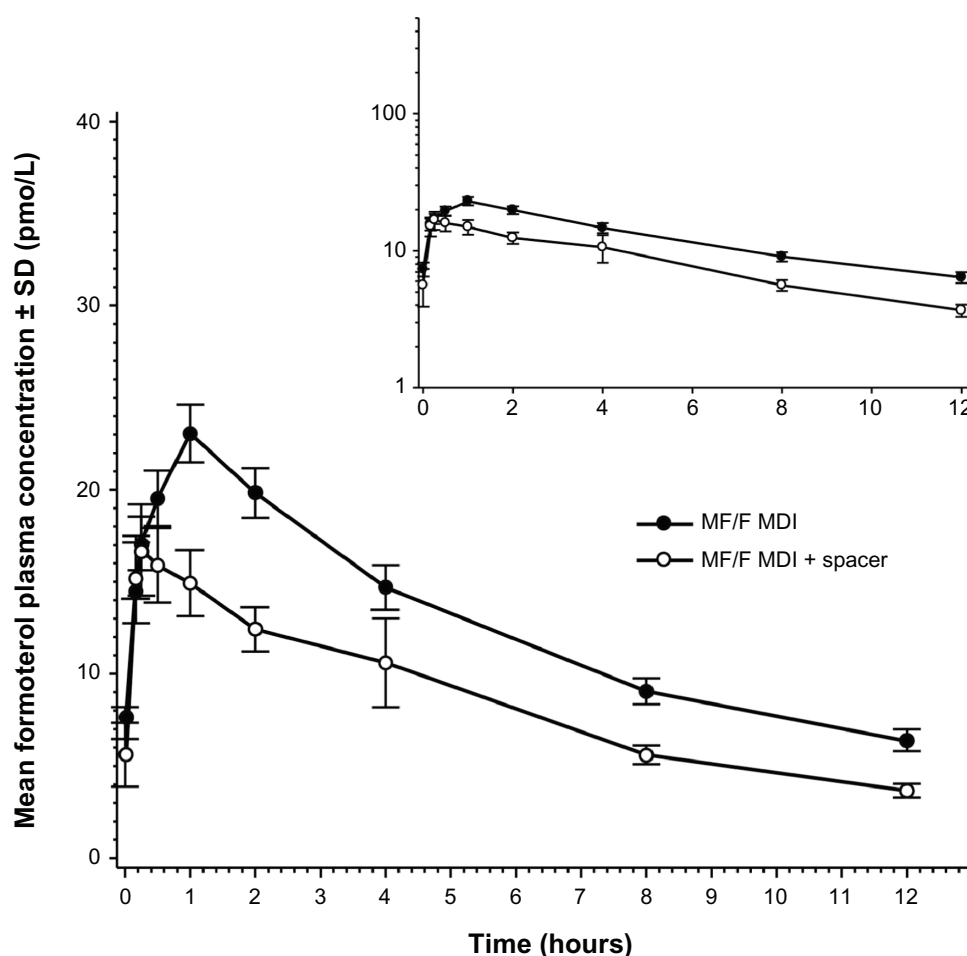 100
10
1
0 2 4 6 8 10 12
Mean formoterol plasma concentration ± SD (pmo/L)
40
30
20
10
0
MF/F MDI
MF/F MDI + spacer
0 1 2 3 4 5 6 7 8 9 10 11 12
Time (hours)